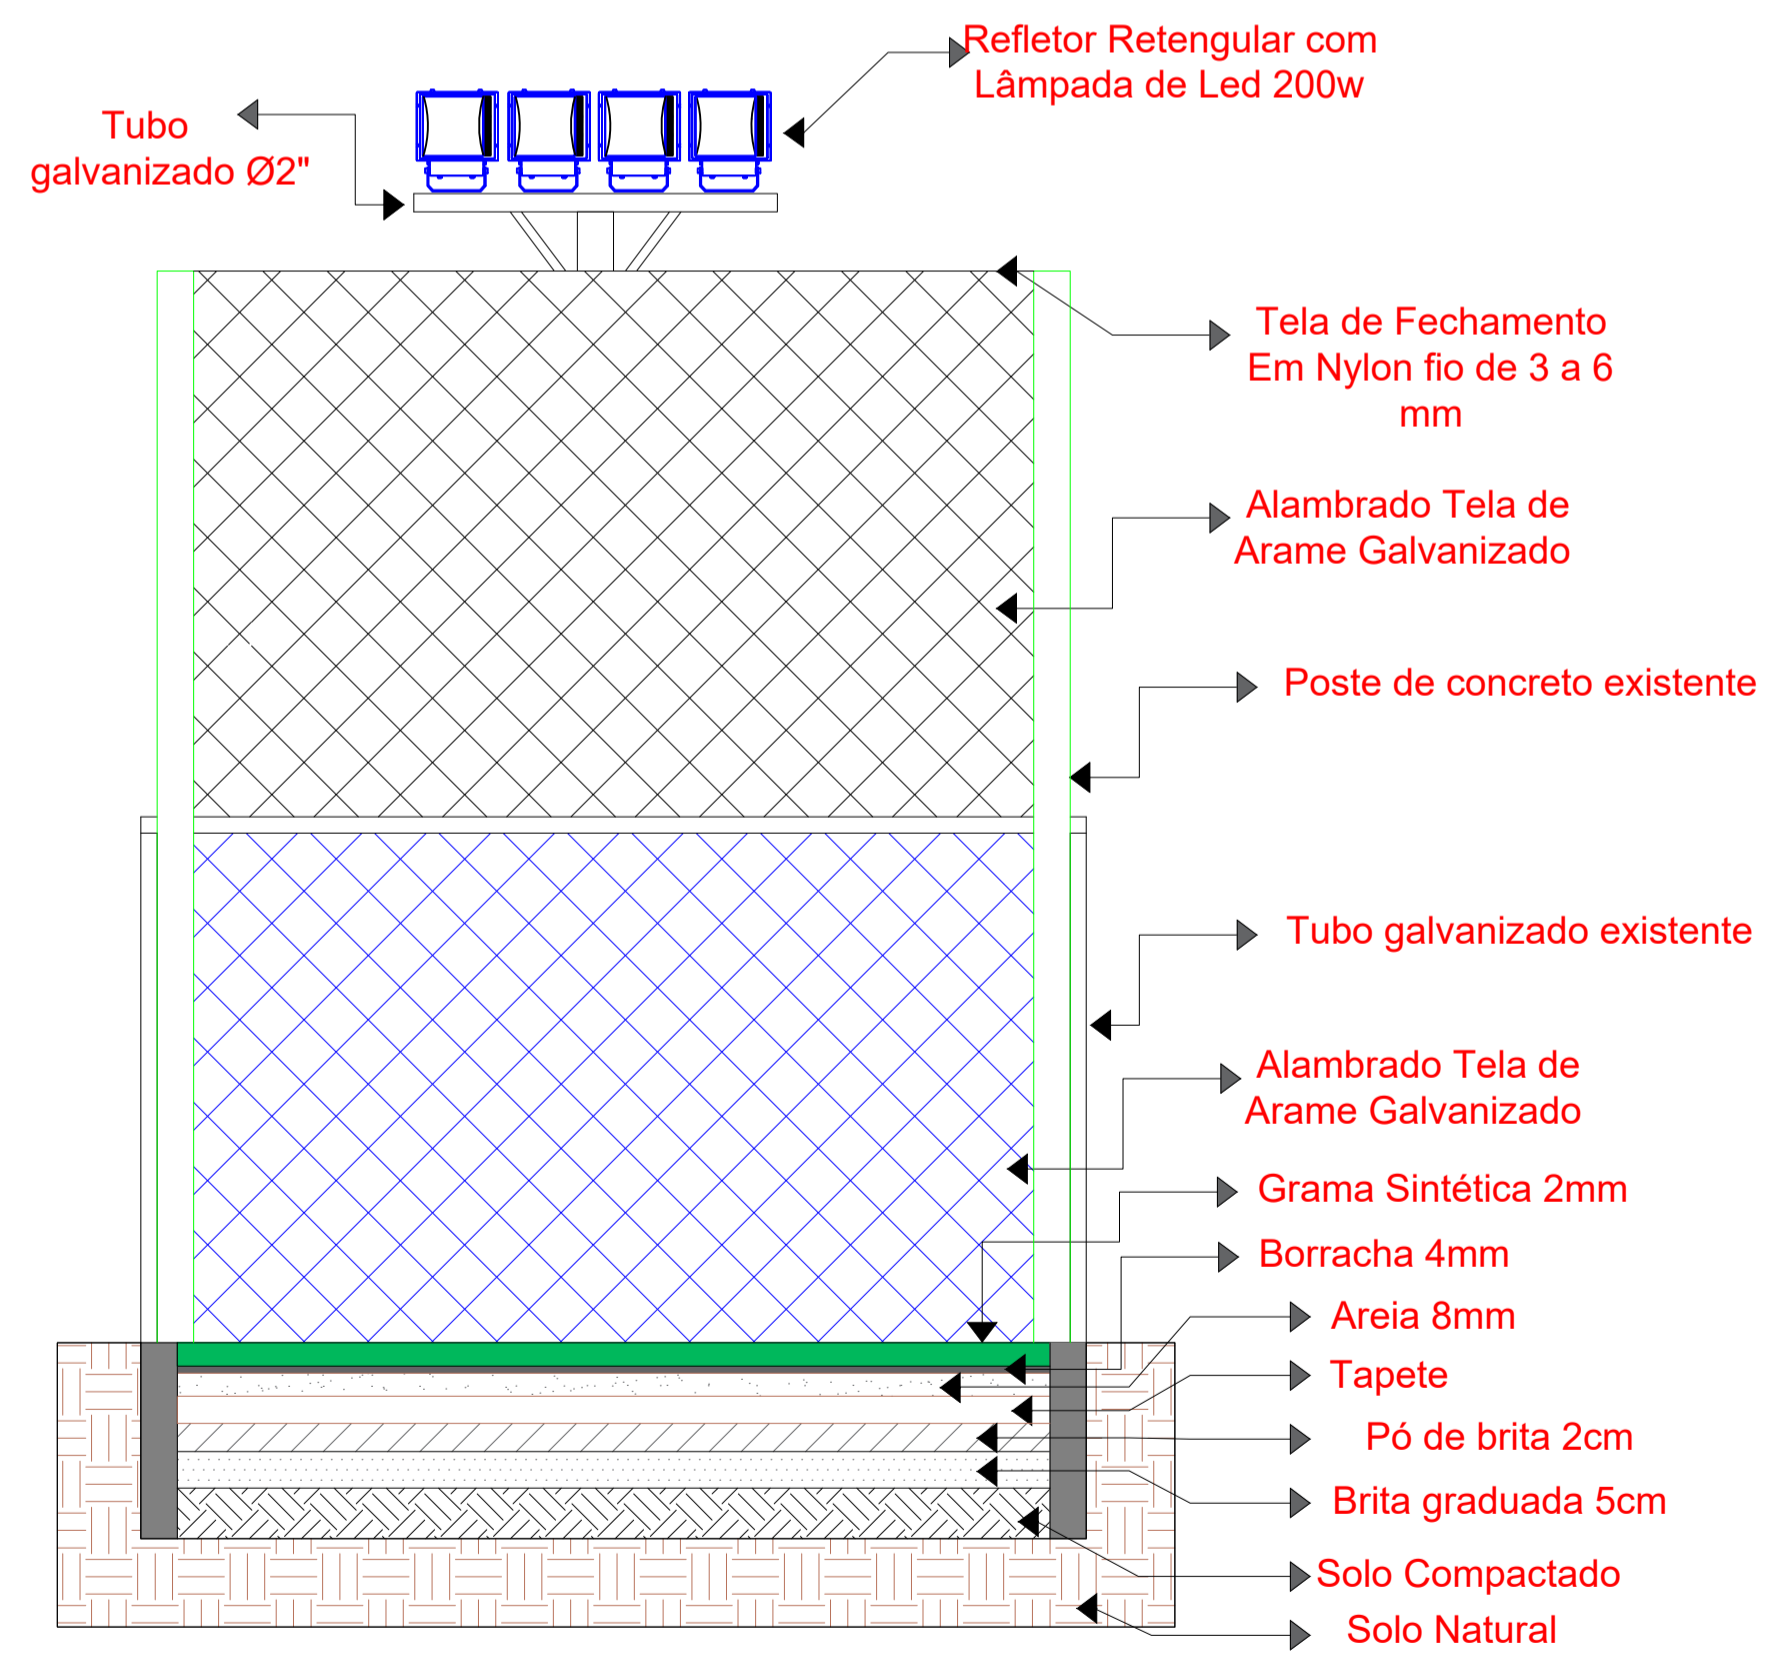 Refletor Retengular com
Lâmpada de Led 200w
Tubo
galvanizado Ø2"
Tela de Fechamento
Em Nylon fio de 3 a 6
mm
Alambrado Tela de
Arame Galvanizado
Poste de concreto existente
Tubo galvanizado existente
Alambrado Tela de
Arame Galvanizado
Grama Sintética 2mm
Borracha 4mm
Areia 8mm
Tapete
Pó de brita 2cm
Brita graduada 5cm
Solo Compactado
Solo Natural